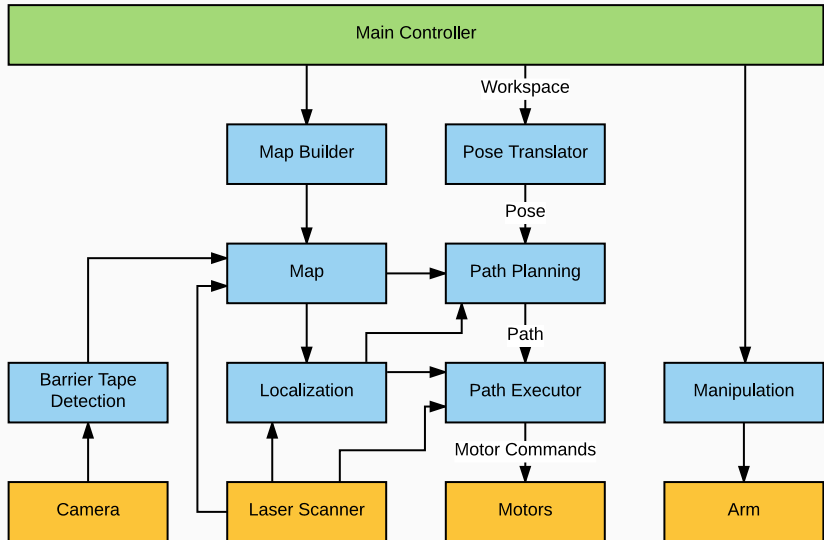 Main Controller
Workspace
Map Builder
Pose Translator
Pose
Map
Path Planning
Path
Barrier Tape
Detection
Localization
Path Executor
Manipulation
Motor Commands
Camera
Laser Scanner
Motors
Arm